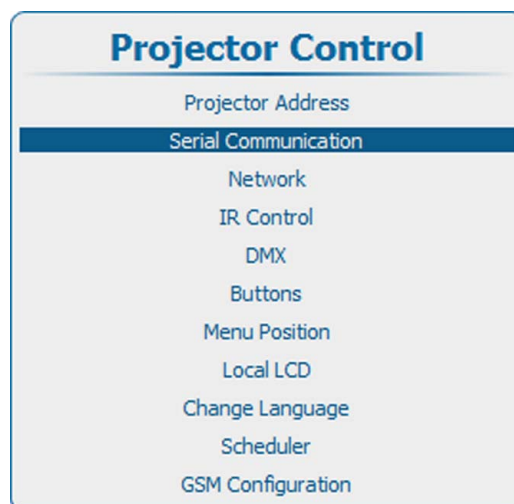 Projector Control
Projector Address
Serial Communication
Network
IR Control
DMX
Buttons
Menu Position
Local LCD
Change Language
Scheduler
GSM Configuration